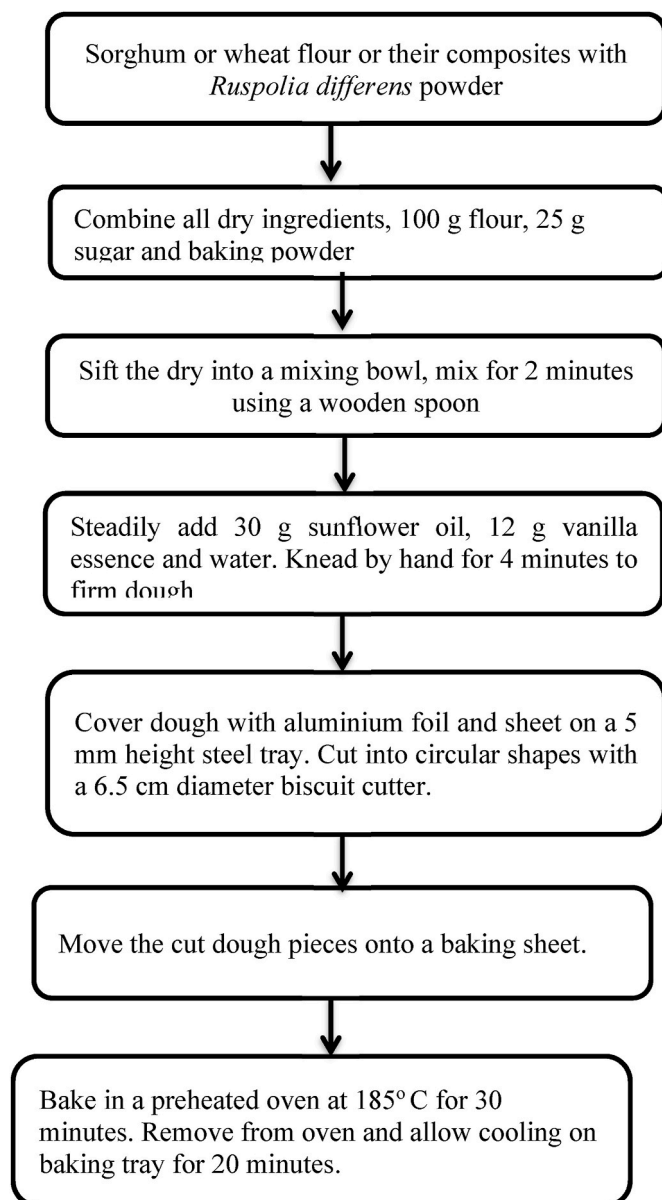 Sorghum or wheat flour or their composites with
Ruspolia differens powder
Combine all dry ingredients, 100 g flour, 25 g
sugar and baking powder
Sift the dry into a mixing bowl, mix for 2 minutes
using a wooden spoon
Steadily add 30 g sunflower oil, 12 g vanilla
essence and water. Knead by hand for 4 minutes to
firm dough
Cover dough with aluminium foil and sheet on a 5
mm height steel tray. Cut into circular shapes with
a 6.5 cm diameter biscuit cutter.
Move the cut dough pieces onto a baking sheet.
Bake in a preheated oven at 185° C for 30
minutes. Remove from oven and allow cooling on
baking tray for 20 minutes.